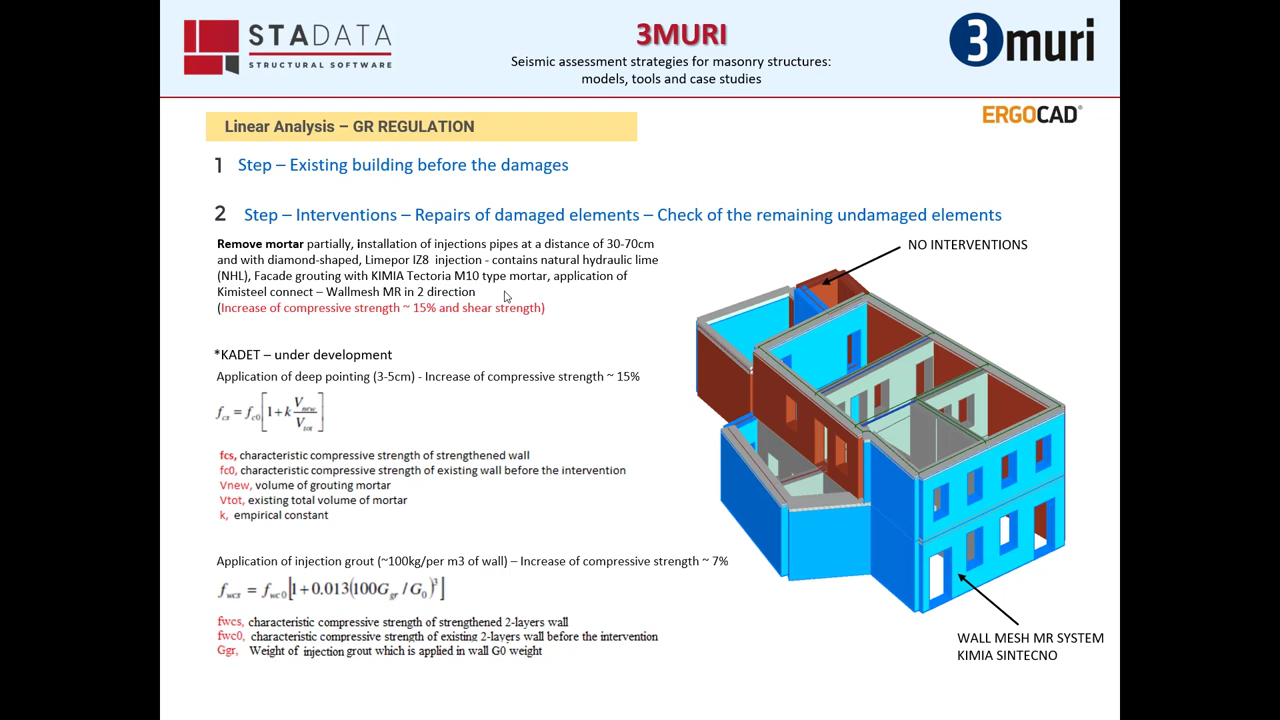 STADATA
STRUCTURAL SOFTWARE
3MURI
Seismic assessment strategies for masonry structures:
models, tools and case studies
3muri
ERGOCAD®
Linear Analysis – GR REGULATION
1 Step – Existing building before the damages
2 Step – Interventions – Repairs of damaged elements – Check of the remaining undamaged elements
Remove mortar partially, installation of injections pipes at a distance of 30-70cm
and with diamond-shaped, Limepor IZ8 injection - contains natural hydraulic lime
(NHL), Facade grouting with KIMIA Tectoria M10 type mortar, application of
Kimisteel connect – Wallmesh MR in 2 direction
(Increase of compressive strength ~ 15% and shear strength)
NO INTERVENTIONS
*KADET – under development
Application of deep pointing (3-5cm) - Increase of compressive strength ~ 15%
f_cs = f_c0 [1 + k V_new / V_tot]
fcs, characteristic compressive strength of strengthened wall
fc0, characteristic compressive strength of existing wall before the intervention
Vnew, volume of grouting mortar
Vtot, existing total volume of mortar
k, empirical constant
Application of injection grout (~100kg/per m3 of wall) – Increase of compressive strength ~ 7%
f_wcs = f_wc0 [1 + 0.013(100G_gr / G_0)^3]
fwcs, characteristic compressive strength of strengthened 2-layers wall
fwc0, characteristic compressive strength of existing 2-layers wall before the intervention
Ggr, Weight of injection grout which is applied in wall G0 weight
WALL MESH MR SYSTEM
KIMIA SINTECNO